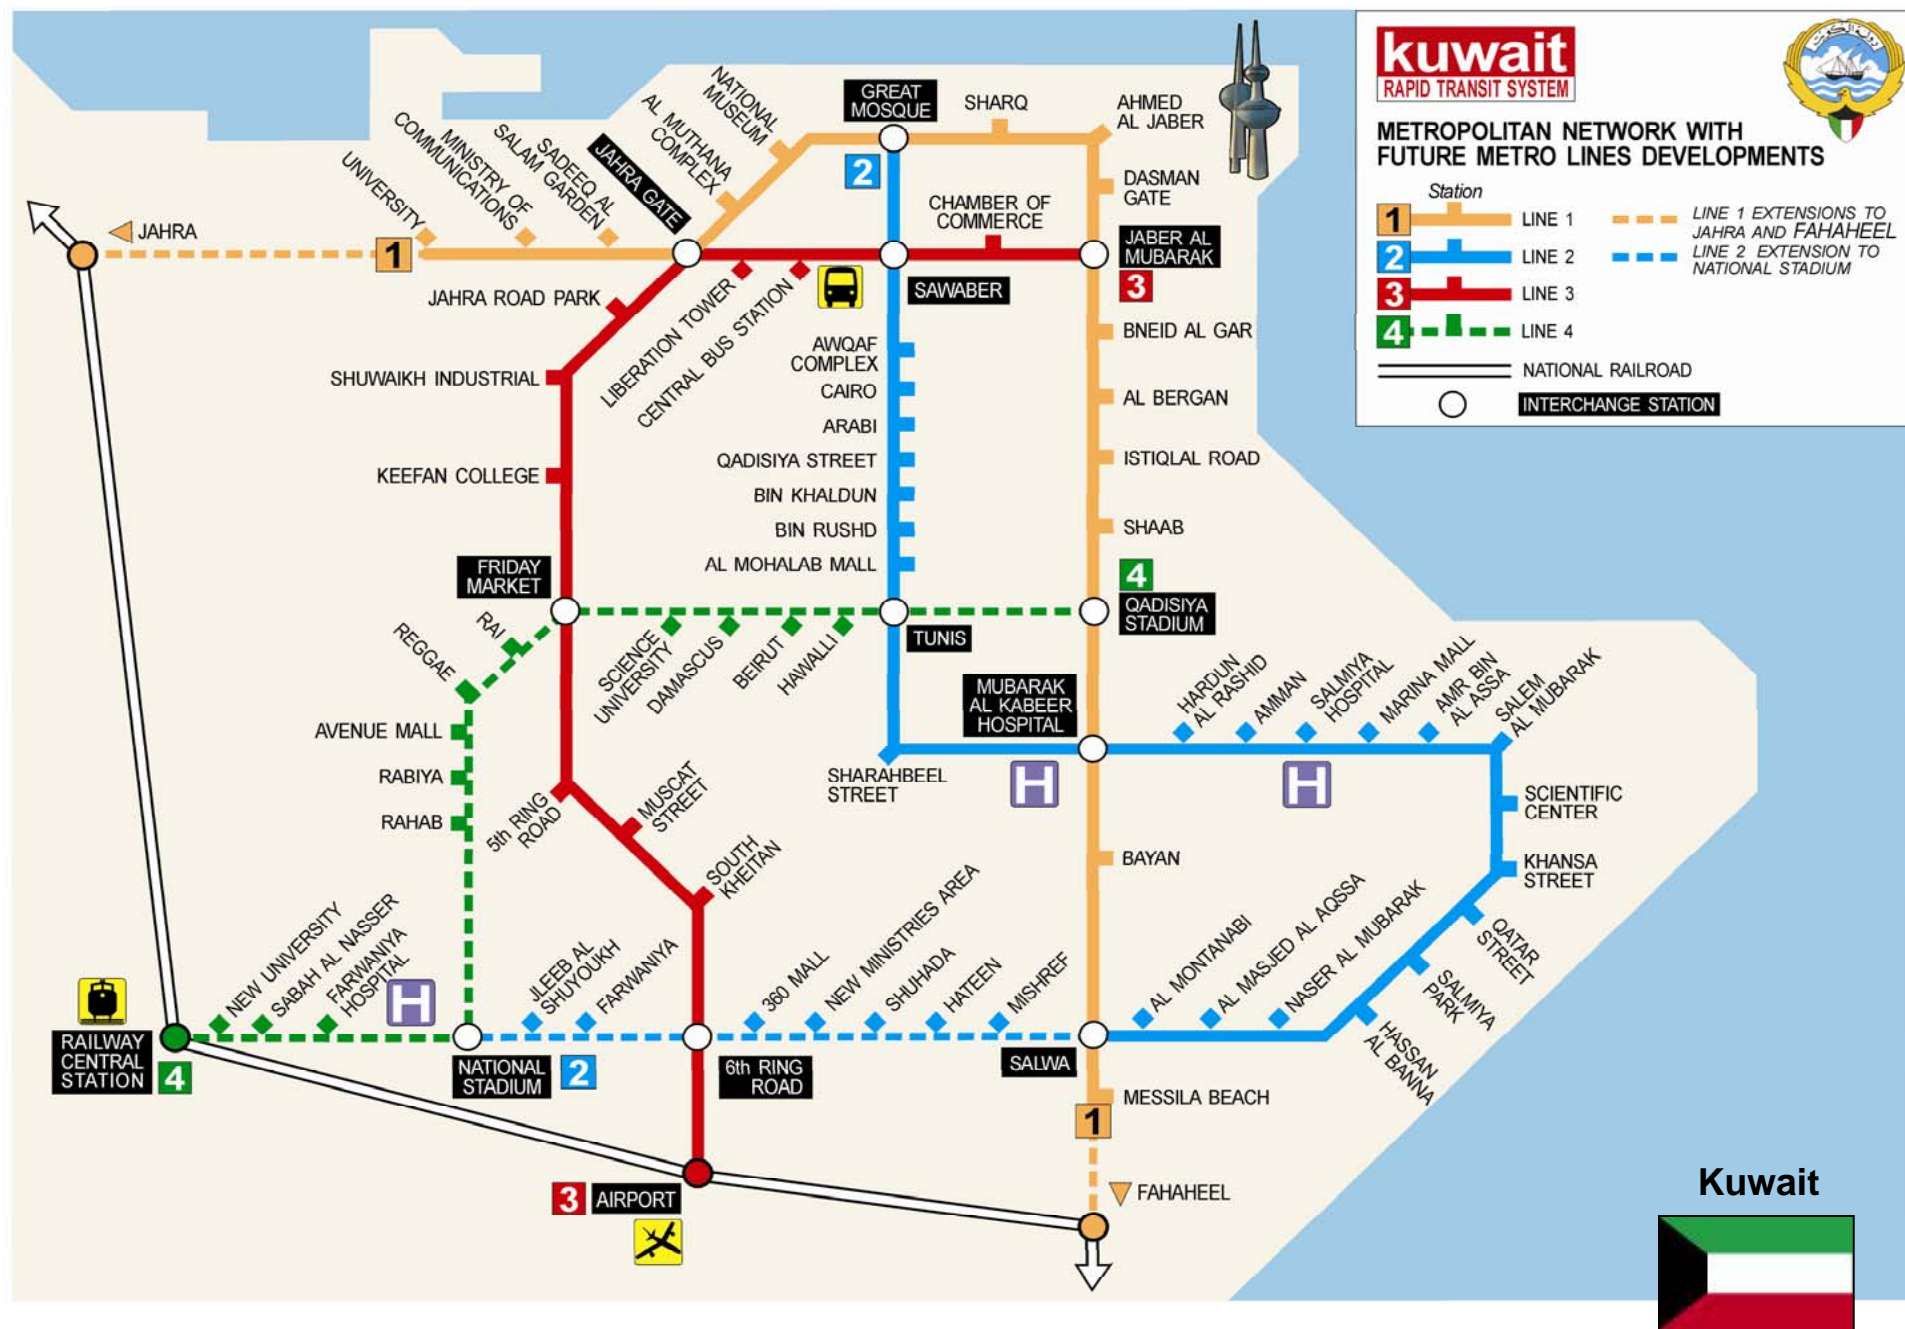 kuwait
RAPID TRANSIT SYSTEM
METROPOLITAN NETWORK WITH
FUTURE METRO LINES DEVELOPMENTS
Station
1 LINE 1
2 LINE 2
3 LINE 3
4 LINE 4
LINE 1 EXTENSIONS TO
JAHRA AND FAHAHEEL
LINE 2 EXTENSION TO
NATIONAL STADIUM
NATIONAL RAILROAD
INTERCHANGE STATION
JAHRA
1
UNIVERSITY
MINISTRY OF
COMMUNICATIONS
SADEEQ AL
SALAM GARDEN
JAHRA GATE
AL MUTHANA
COMPLEX
NATIONAL
MUSEUM
GREAT
MOSQUE
2
SHARQ
AHMED
AL JABER
DASMAN
GATE
CHAMBER OF
COMMERCE
JABER AL
MUBARAK
3
SAWABER
JAHRA ROAD PARK
LIBERATION TOWER
CENTRAL BUS STATION
SHUWAIKH INDUSTRIAL
KEEFAN COLLEGE
FRIDAY
MARKET
AWQAF
COMPLEX
CAIRO
ARABI
QADISIYA STREET
BIN KHALDUN
BIN RUSHD
AL MOHALAB MALL
BNEID AL GAR
AL BERGAN
ISTIQLAL ROAD
SHAAB
4
QADISIYA
STADIUM
TUNIS
RAI
REGGAE
SCIENCE
UNIVERSITY
DAMASCUS
BEIRUT
HAWALLI
AVENUE MALL
RABIYA
RAHAB
MUBARAK
AL KABEER
HOSPITAL
H
SHARAHBEEL
STREET
HARDUN
AL RASHID
AMMAN
SALMIYA
HOSPITAL
H
MARINA MALL
AMR BIN
AL ASSA
SALEM
AL MUBARAK
SCIENTIFIC
CENTER
KHANSA
STREET
QATAR
STREET
SALMIYA
PARK
HASSAN
AL BANNA
5th RING
ROAD
MUSCAT
STREET
SOUTH
KHEITAN
BAYAN
NEW UNIVERSITY
SABAH AL NASSER
FARWANIYA
HOSPITAL
H
JLEEB AL
SHUYOUKH
FARWANIYA
360 MALL
NEW MINISTRIES AREA
SHUHADA
HATEEN
MISHREF
AL MONTANABI
AL MASJED AL AQSSA
NASER AL MUBARAK
RAILWAY
CENTRAL
STATION
4
NATIONAL
STADIUM
2
6th RING
ROAD
SALWA
MESSILA BEACH
1
3 AIRPORT
FAHAHEEL
Kuwait